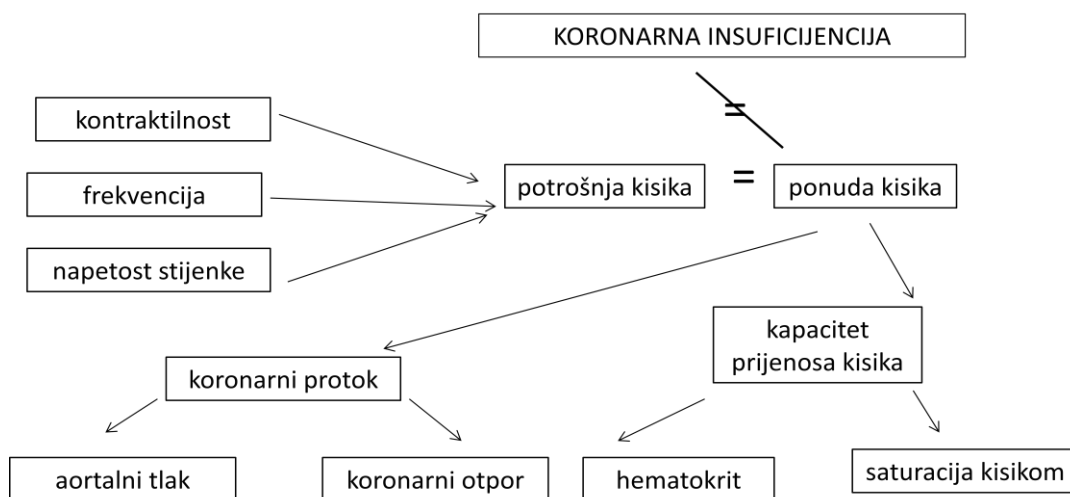 KORONARNA INSUFICIJENCIJA
=
kontraktilnost
frekvencija
napetost stijenke
potrošnja kisika
=
ponuda kisika
kapacitet
prijenosa kisika
koronarni protok
aortalni tlak
koronarni otpor
hematokrit
saturacija kisikom